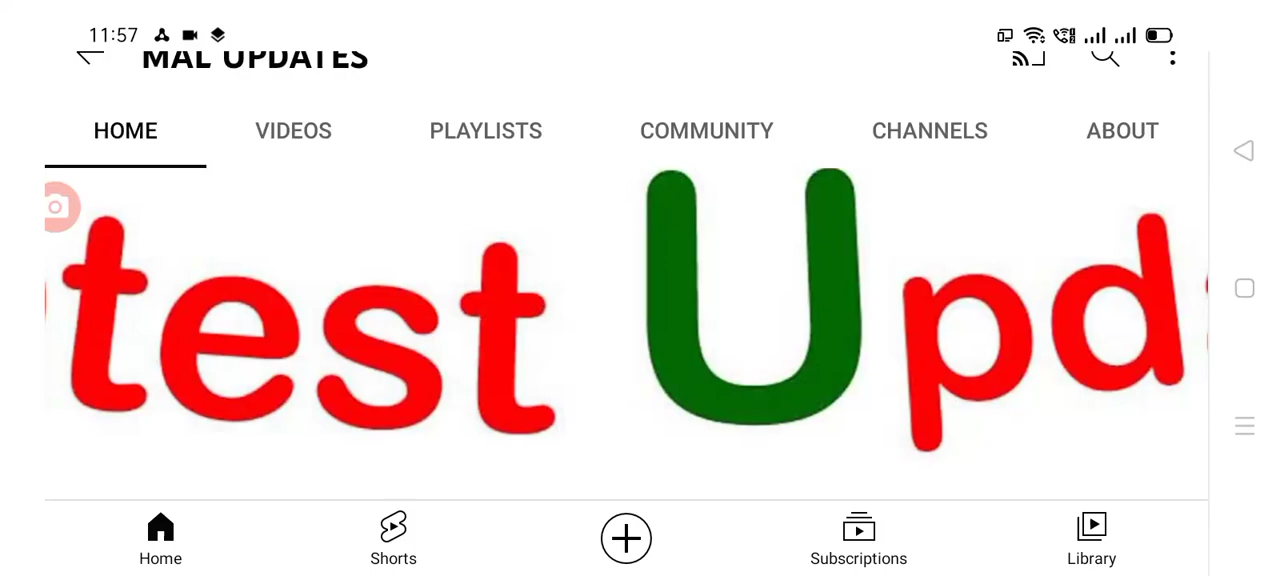 11:57
MAL UPDATES
HOME VIDEOS PLAYLISTS COMMUNITY CHANNELS ABOUT
test Upd
Home Shorts Subscriptions Library